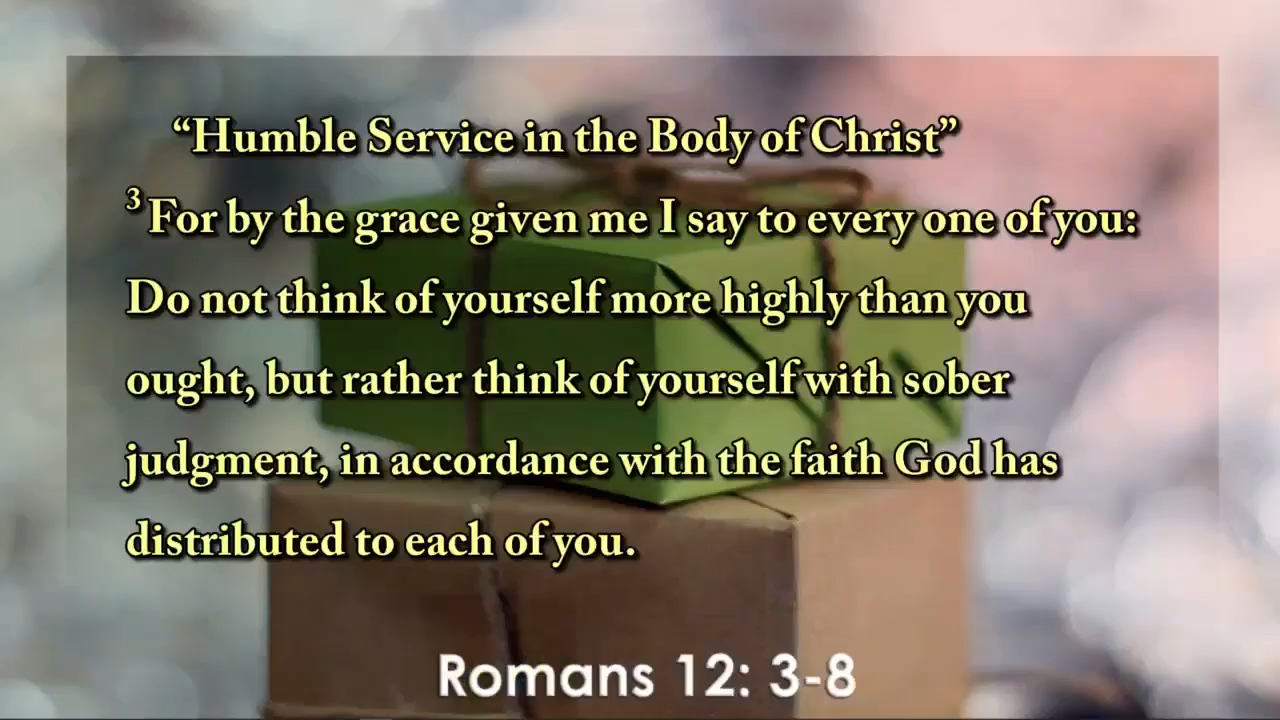 “Humble Service in the Body of Christ”
³ For by the grace given me I say to every one of you:
Do not think of yourself more highly than you
ought, but rather think of yourself with sober
judgment, in accordance with the faith God has
distributed to each of you.
Romans 12: 3-8